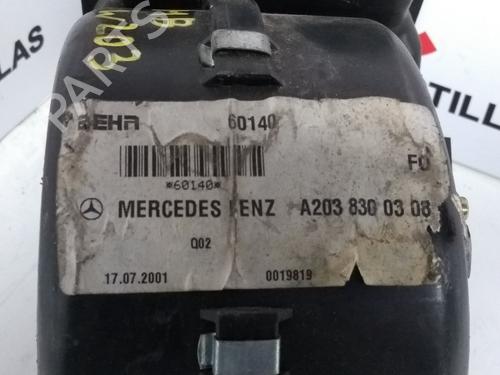 BEHR 60140
*60140*
FO
MERCEDES BENZ A203 830 03 08
Q02
17.07.2001 0019819